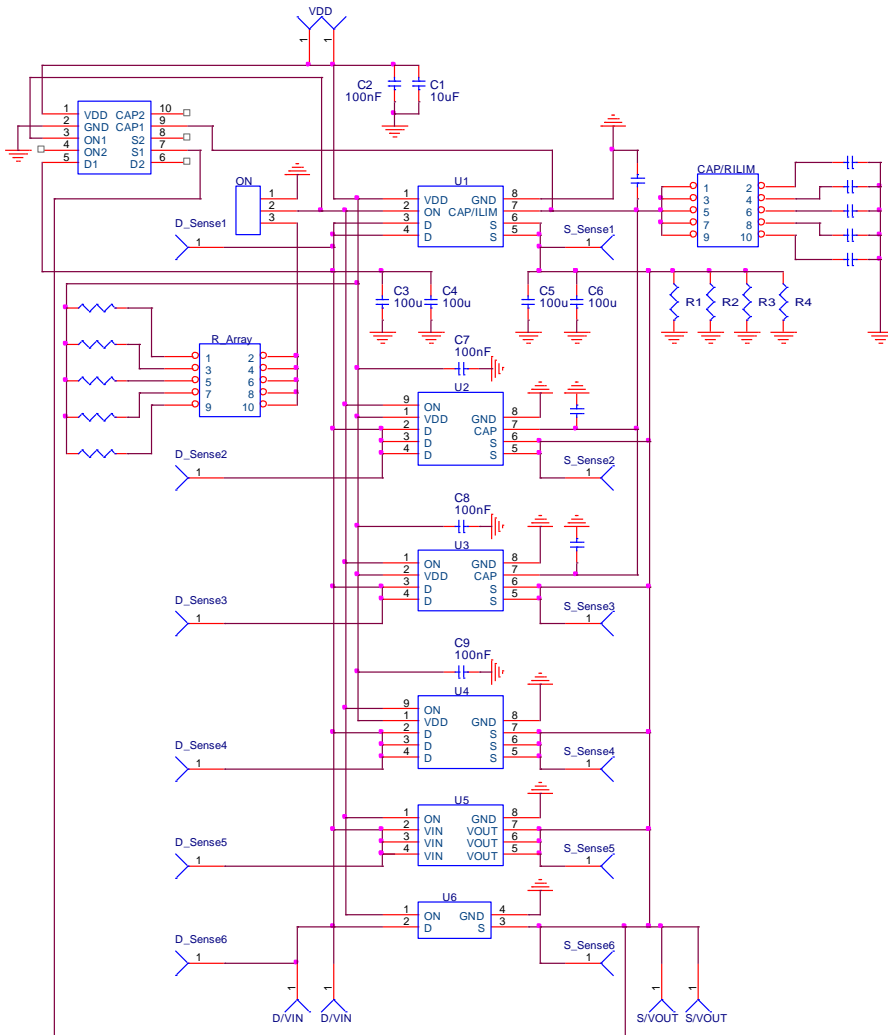 VDD
1 1
C2
100nF
C1
10uF
1 VDD CAP2 10
2 GND CAP1 9
3 ON1 S2 8
4 ON2 S1 7
5 D1 D2 6
ON
1
2
3
U1
1 VDD GND 8
2 ON CAP/ILIM 7
3 D S 6
4 D S 5
CAP/RILIM
1 2
3 4
5 6
7 8
9 10
D_Sense1
1
S_Sense1
1
C3
100u
C4
100u
C5
100u
C6
100u
R1 R2 R3 R4
R_Array
1 2
3 4
5 6
7 8
9 10
C7
100nF
U2
9 ON
1 VDD GND 8
2 D CAP 7
3 D S 6
4 D S 5
D_Sense2
1
S_Sense2
1
C8
100nF
U3
1 ON GND 8
2 VDD CAP 7
3 D S 6
4 D S 5
D_Sense3
1
S_Sense3
1
C9
100nF
U4
9 ON
1 VDD GND 8
2 D S 7
3 D S 6
4 D S 5
D_Sense4
1
S_Sense4
1
U5
1 ON GND 8
2 VIN VOUT 7
3 VIN VOUT 6
4 VIN VOUT 5
D_Sense5
1
S_Sense5
1
U6
1 ON GND 4
2 D S 3
D_Sense6
1
S_Sense6
1
1 1 1 1
D/VIN D/VIN S/VOUT S/VOUT